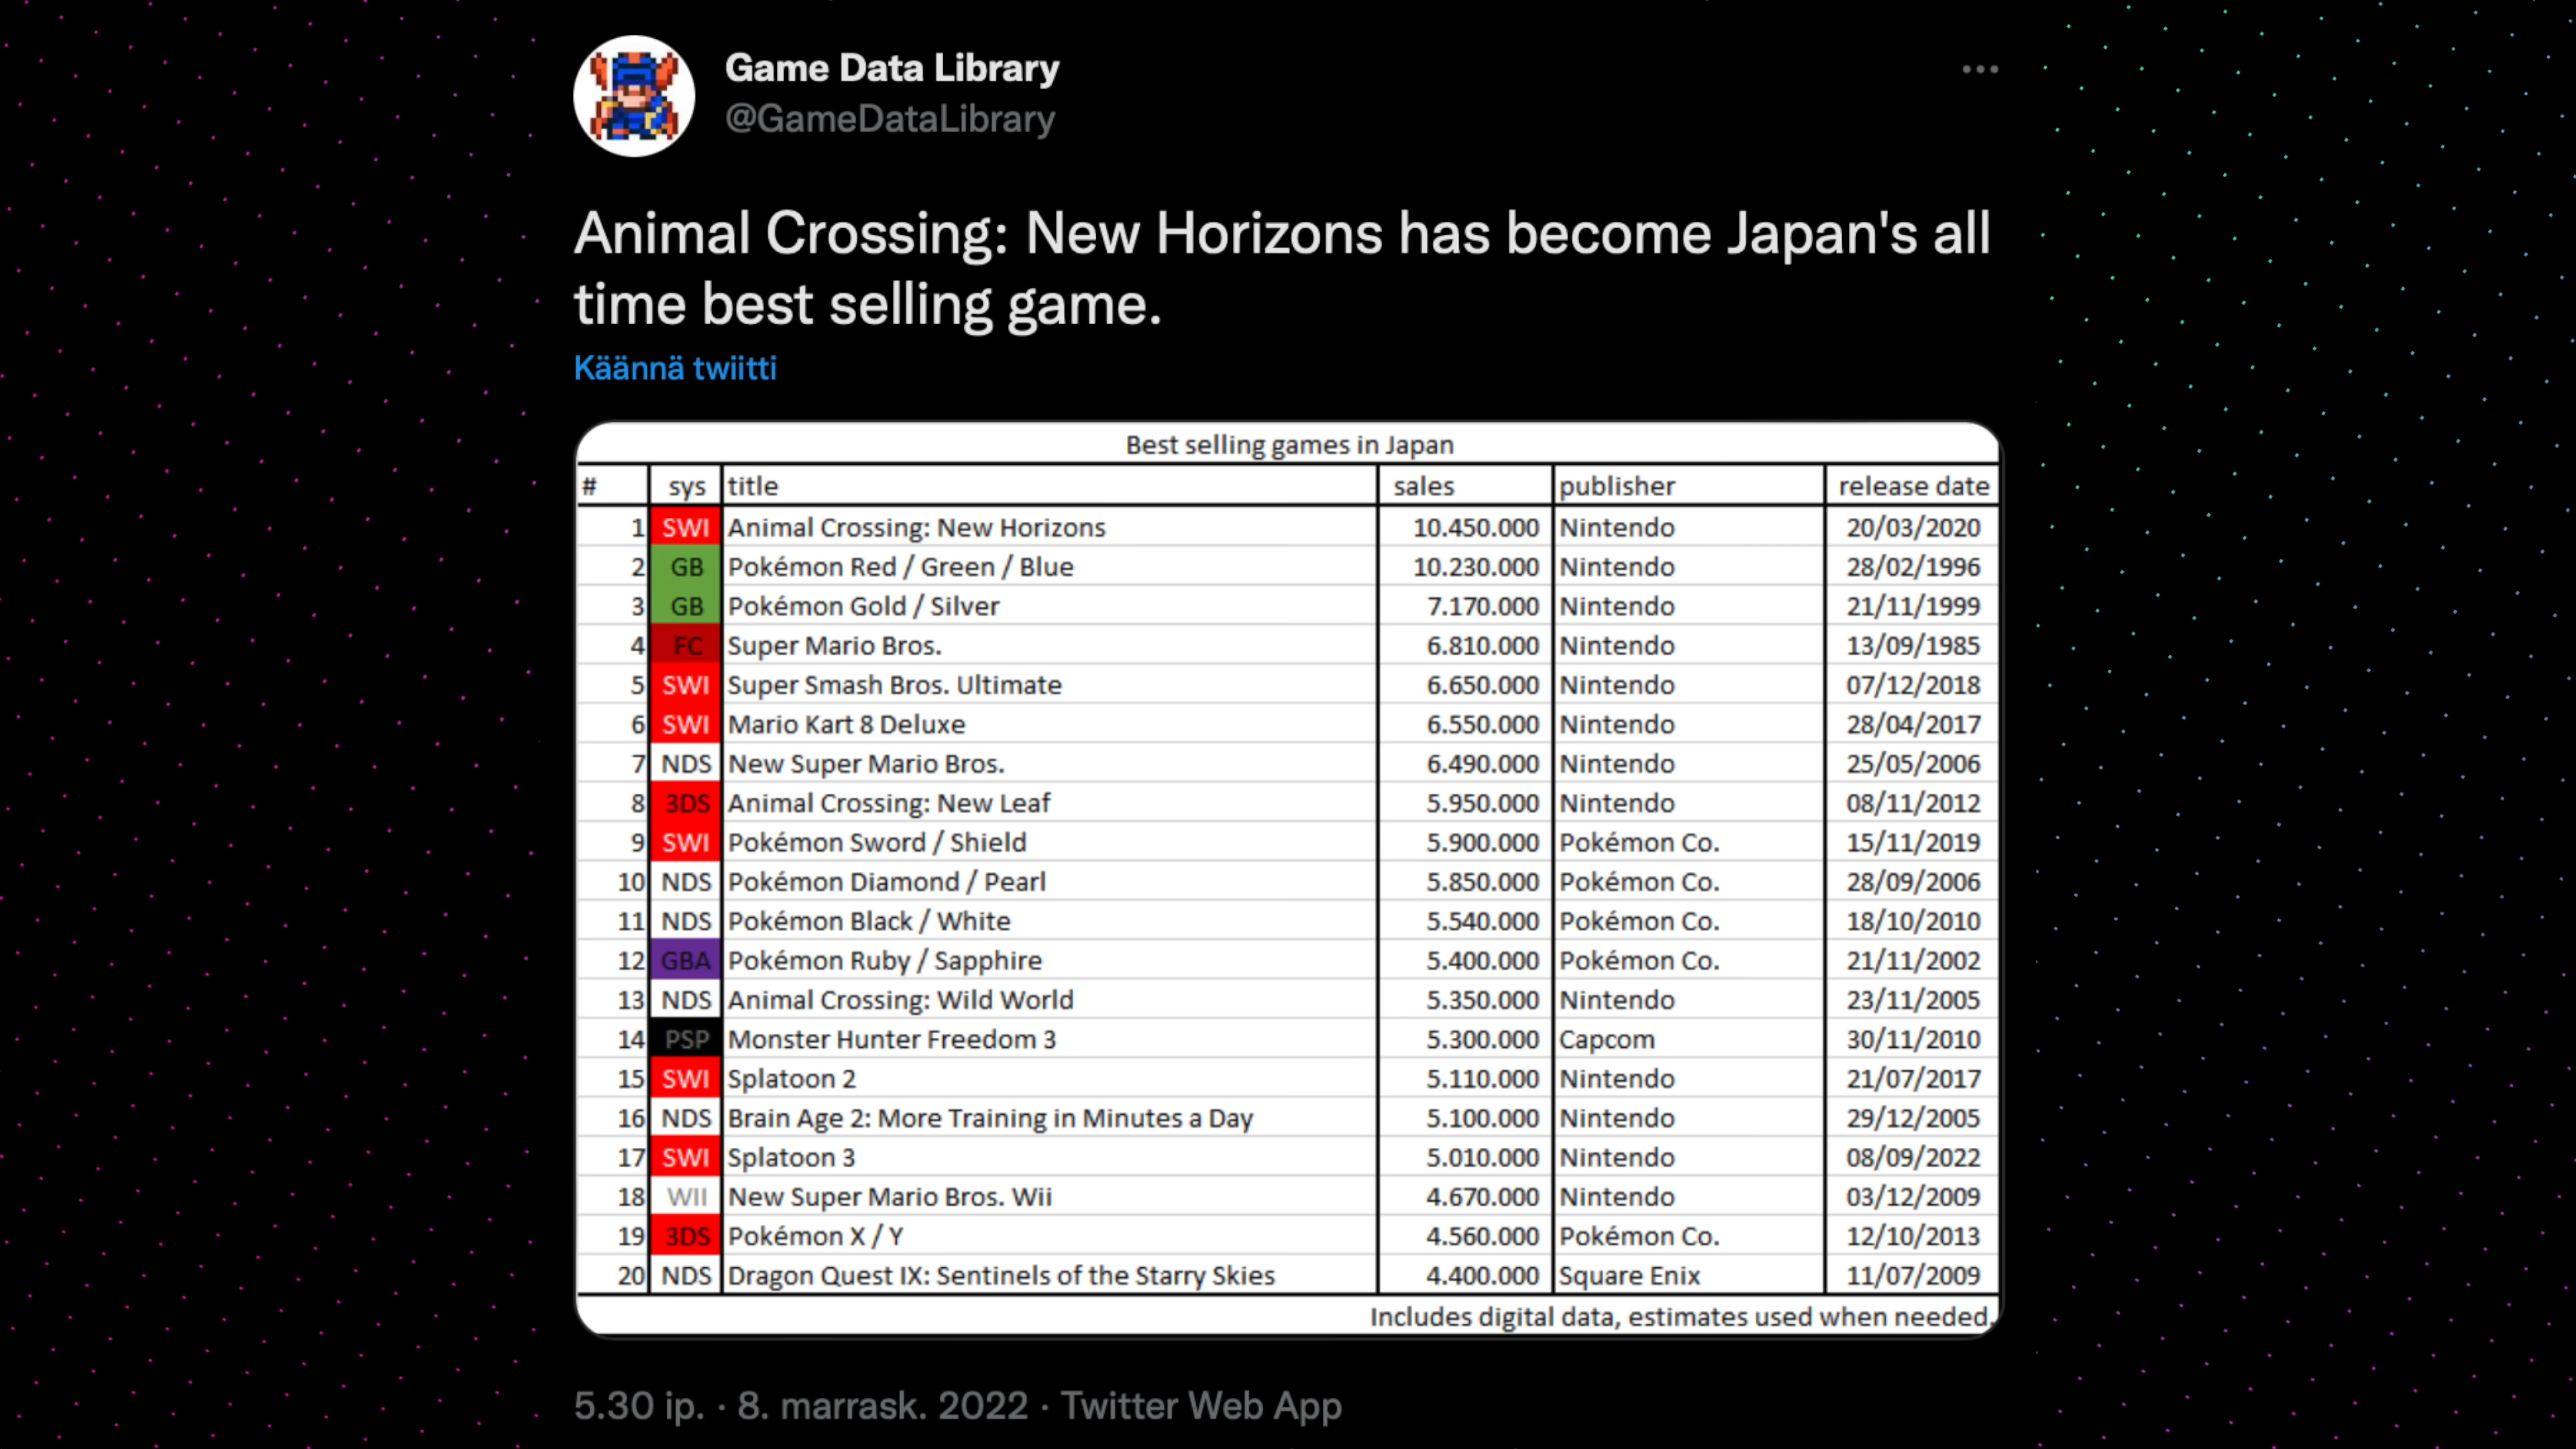 Game Data Library
@GameDataLibrary
Animal Crossing: New Horizons has become Japan's all
time best selling game.
Käännä twiitti
Best selling games in Japan
# sys title sales publisher release date
1 SWI Animal Crossing: New Horizons 10.450.000 Nintendo 20/03/2020
2 GB Pokémon Red / Green / Blue 10.230.000 Nintendo 28/02/1996
3 GB Pokémon Gold / Silver 7.170.000 Nintendo 21/11/1999
4 FC Super Mario Bros. 6.810.000 Nintendo 13/09/1985
5 SWI Super Smash Bros. Ultimate 6.650.000 Nintendo 07/12/2018
6 SWI Mario Kart 8 Deluxe 6.550.000 Nintendo 28/04/2017
7 NDS New Super Mario Bros. 6.490.000 Nintendo 25/05/2006
8 3DS Animal Crossing: New Leaf 5.950.000 Nintendo 08/11/2012
9 SWI Pokémon Sword / Shield 5.900.000 Pokémon Co. 15/11/2019
10 NDS Pokémon Diamond / Pearl 5.850.000 Pokémon Co. 28/09/2006
11 NDS Pokémon Black / White 5.540.000 Pokémon Co. 18/10/2010
12 GBA Pokémon Ruby / Sapphire 5.400.000 Pokémon Co. 21/11/2002
13 NDS Animal Crossing: Wild World 5.350.000 Nintendo 23/11/2005
14 PSP Monster Hunter Freedom 3 5.300.000 Capcom 30/11/2010
15 SWI Splatoon 2 5.110.000 Nintendo 21/07/2017
16 NDS Brain Age 2: More Training in Minutes a Day 5.100.000 Nintendo 29/12/2005
17 SWI Splatoon 3 5.010.000 Nintendo 08/09/2022
18 WII New Super Mario Bros. Wii 4.670.000 Nintendo 03/12/2009
19 3DS Pokémon X / Y 4.560.000 Pokémon Co. 12/10/2013
20 NDS Dragon Quest IX: Sentinels of the Starry Skies 4.400.000 Square Enix 11/07/2009
Includes digital data, estimates used when needed.
5.30 ip. · 8. marrask. 2022 · Twitter Web App